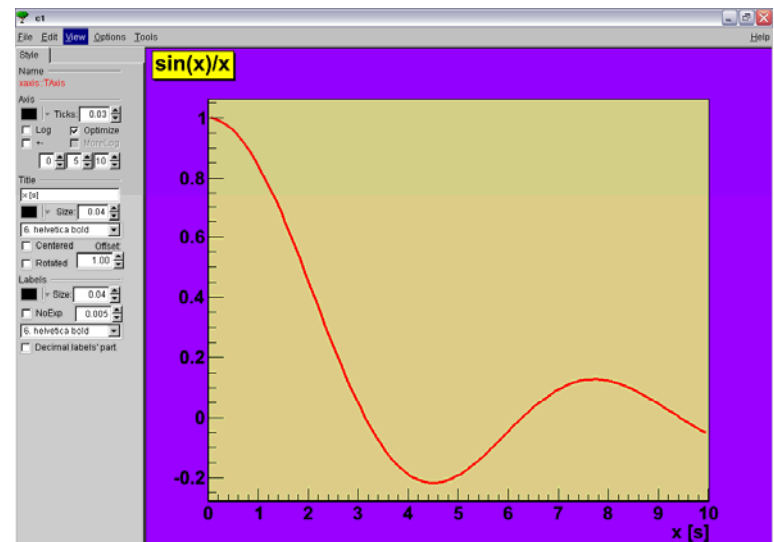 c1
File Edit View Options Tools Help
Style
Name
xaxis::TAxis
Axis
Ticks: 0.03
Log Optimize
+- MoreLog
0 5 10
Title
x [s]
Size: 0.04
6. helvetica bold
Centered Offset:
Rotated 1.00
Labels
Size: 0.04
NoExp 0.005
6. helvetica bold
Decimal labels' part
sin(x)/x
1
0.8
0.6
0.4
0.2
0
-0.2
0 1 2 3 4 5 6 7 8 9 10
x [s]